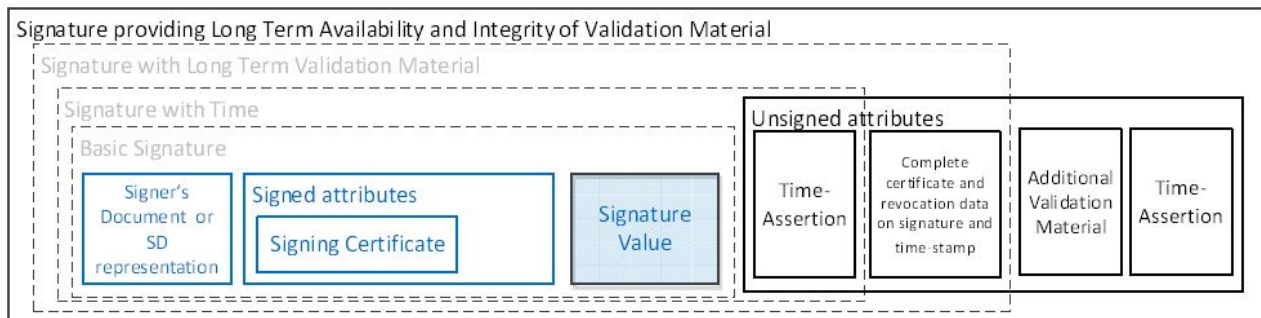 Signature providing Long Term Availability and Integrity of Validation Material
Signature with Long Term Validation Material
Signature with Time
Basic Signature
Signer's
Document or
SD
representation
Signed attributes
Signing Certificate
Signature
Value
Unsigned attributes
Time-
Assertion
Complete
certificate and
revocation data
on signature and
time-stamp
Additional
Validation
Material
Time-
Assertion